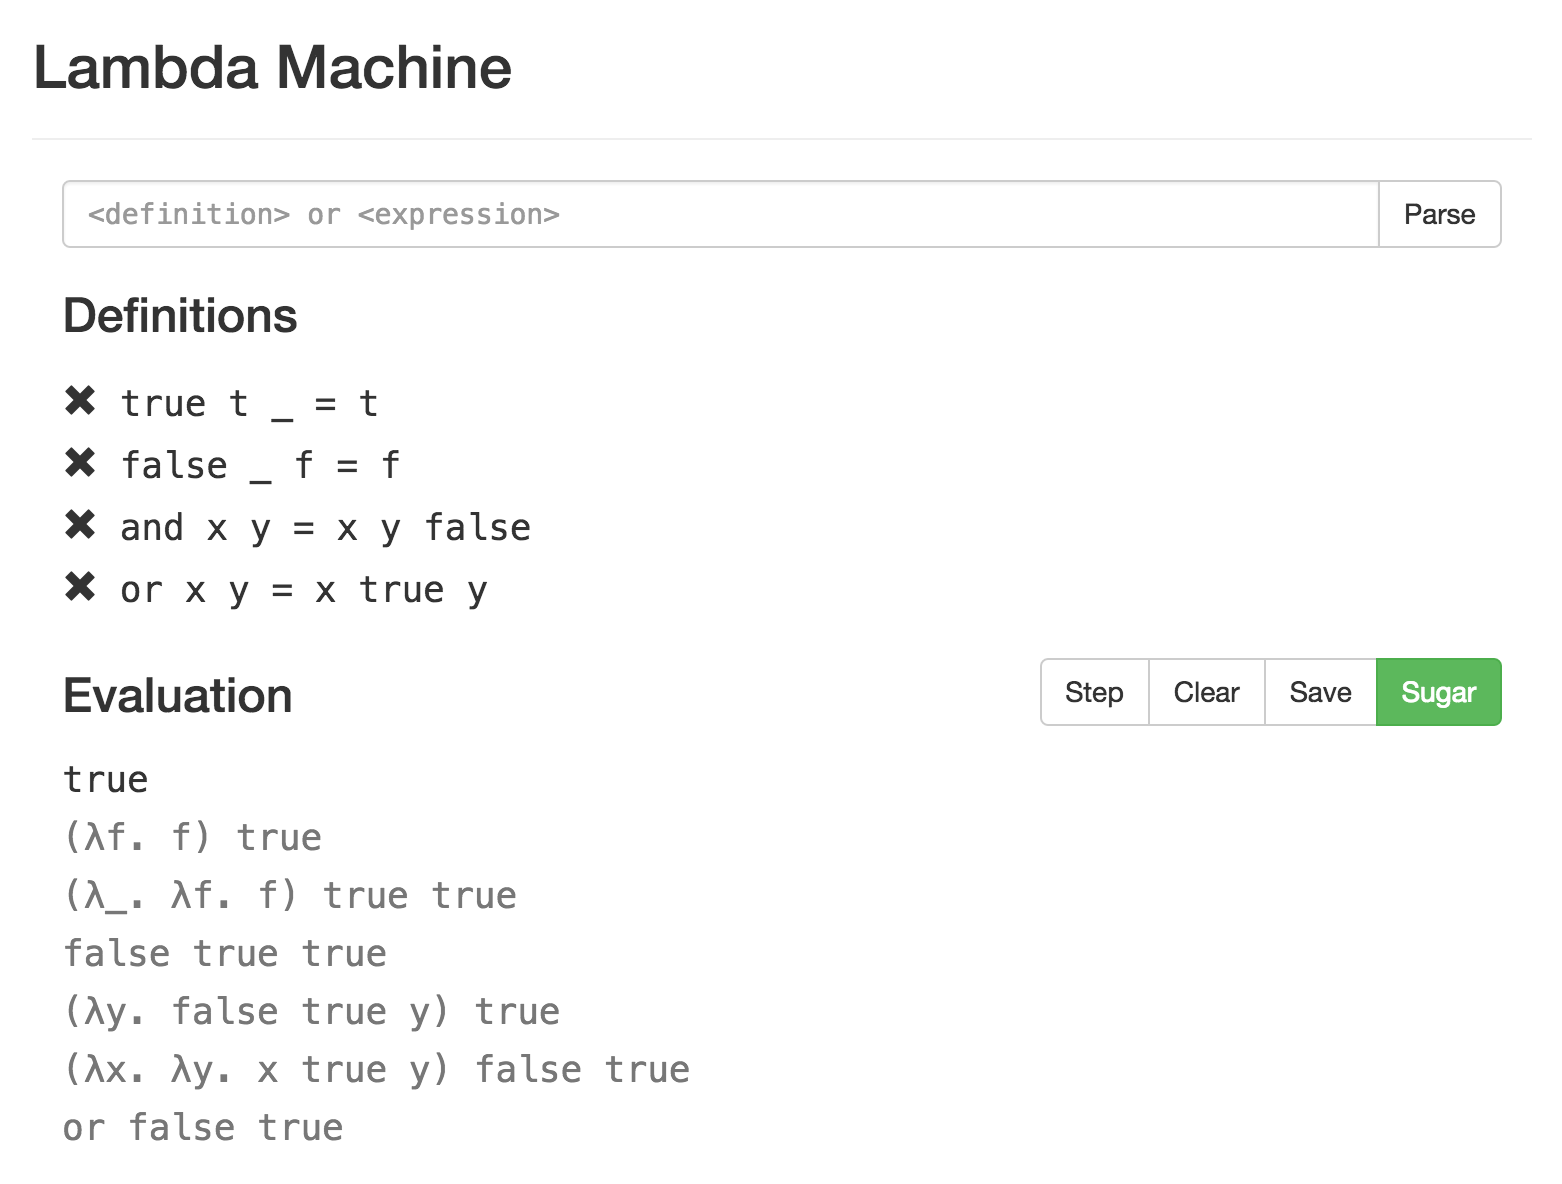 Lambda Machine
<definition> or <expression> Parse
Definitions
✖ true t _ = t
✖ false _ f = f
✖ and x y = x y false
✖ or x y = x true y
Evaluation Step Clear Save Sugar
true
(λf. f) true
(λ_. λf. f) true true
false true true
(λy. false true y) true
(λx. λy. x true y) false true
or false true